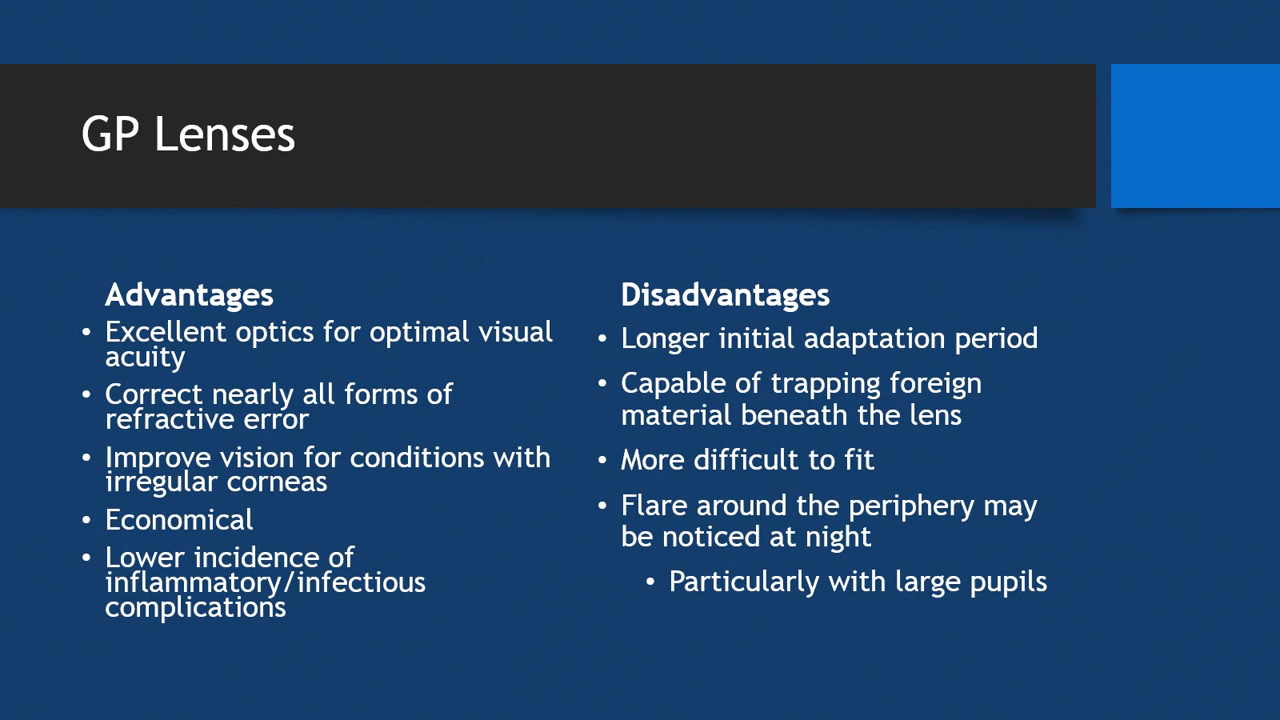 GP Lenses
Advantages
• Excellent optics for optimal visual
acuity
• Correct nearly all forms of
refractive error
• Improve vision for conditions with
irregular corneas
• Economical
• Lower incidence of
inflammatory/infectious
complications
Disadvantages
• Longer initial adaptation period
• Capable of trapping foreign
material beneath the lens
• More difficult to fit
• Flare around the periphery may
be noticed at night
• Particularly with large pupils